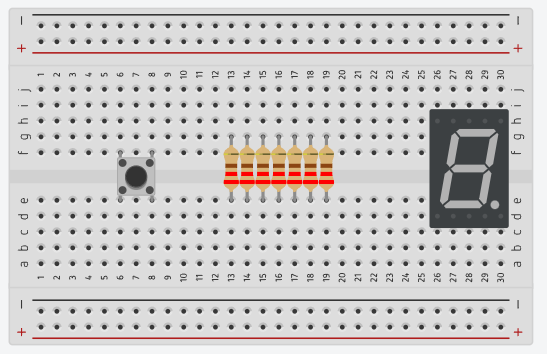 − −
+ +
1 2 3 4 5 6 7 8 9 10 11 12 13 14 15 16 17 18 19 20 21 22 23 24 25 26 27 28 29 30
j j
i i
h h
g g
f f
e e
d d
c c
b b
a a
1 2 3 4 5 6 7 8 9 10 11 12 13 14 15 16 17 18 19 20 21 22 23 24 25 26 27 28 29 30
− −
+ +